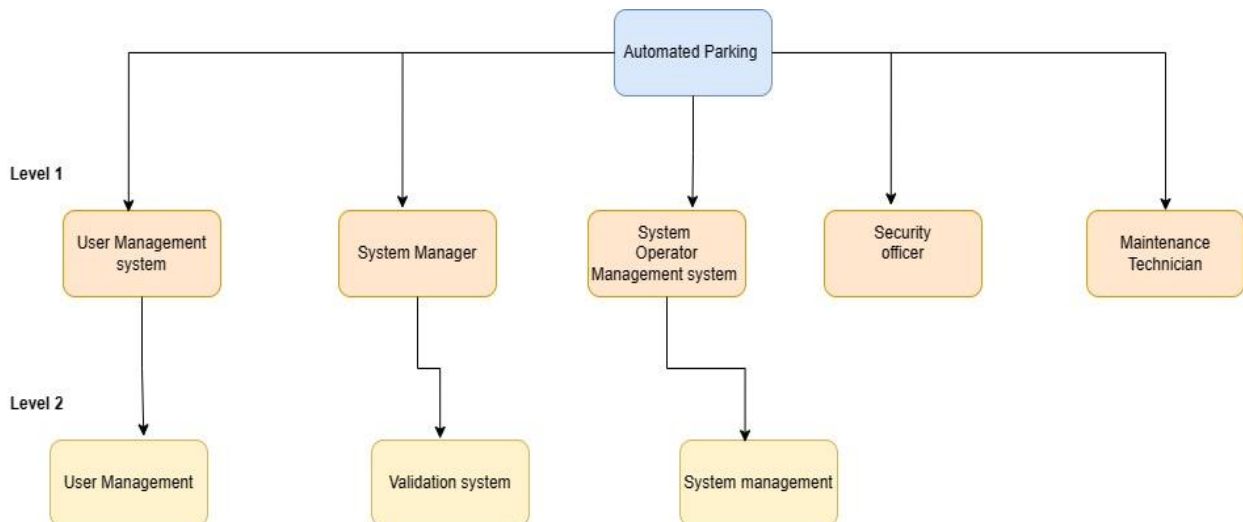 Automated Parking
Level 1
User Management
system
System Manager
System
Operator
Management system
Security
officer
Maintenance
Technician
Level 2
User Management
Validation system
System management